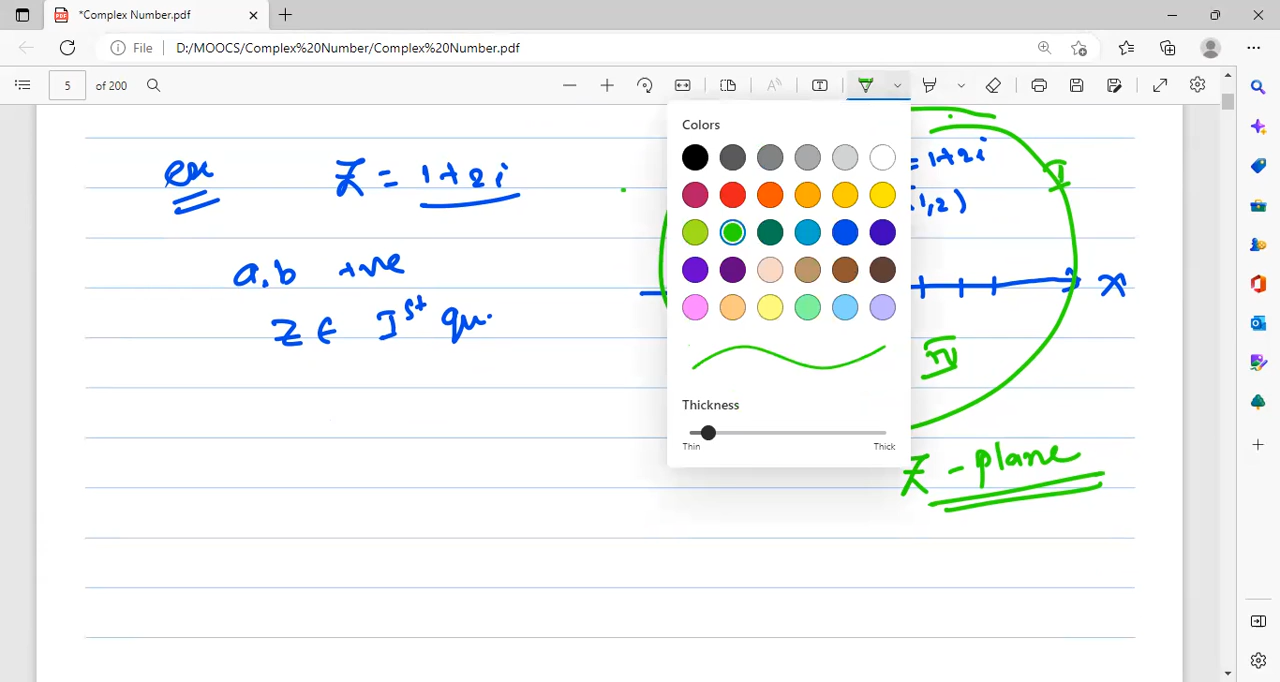 *Complex Number.pdf
File D:/MOOCS/Complex%20Number/Complex%20Number.pdf
5 of 200
Colors
Thickness
Thin Thick
ex Z = 1+2i
a,b +ve
Z ∈ Ist qu.
= 1+2i
(1,2)
I
X
IV
Z - plane